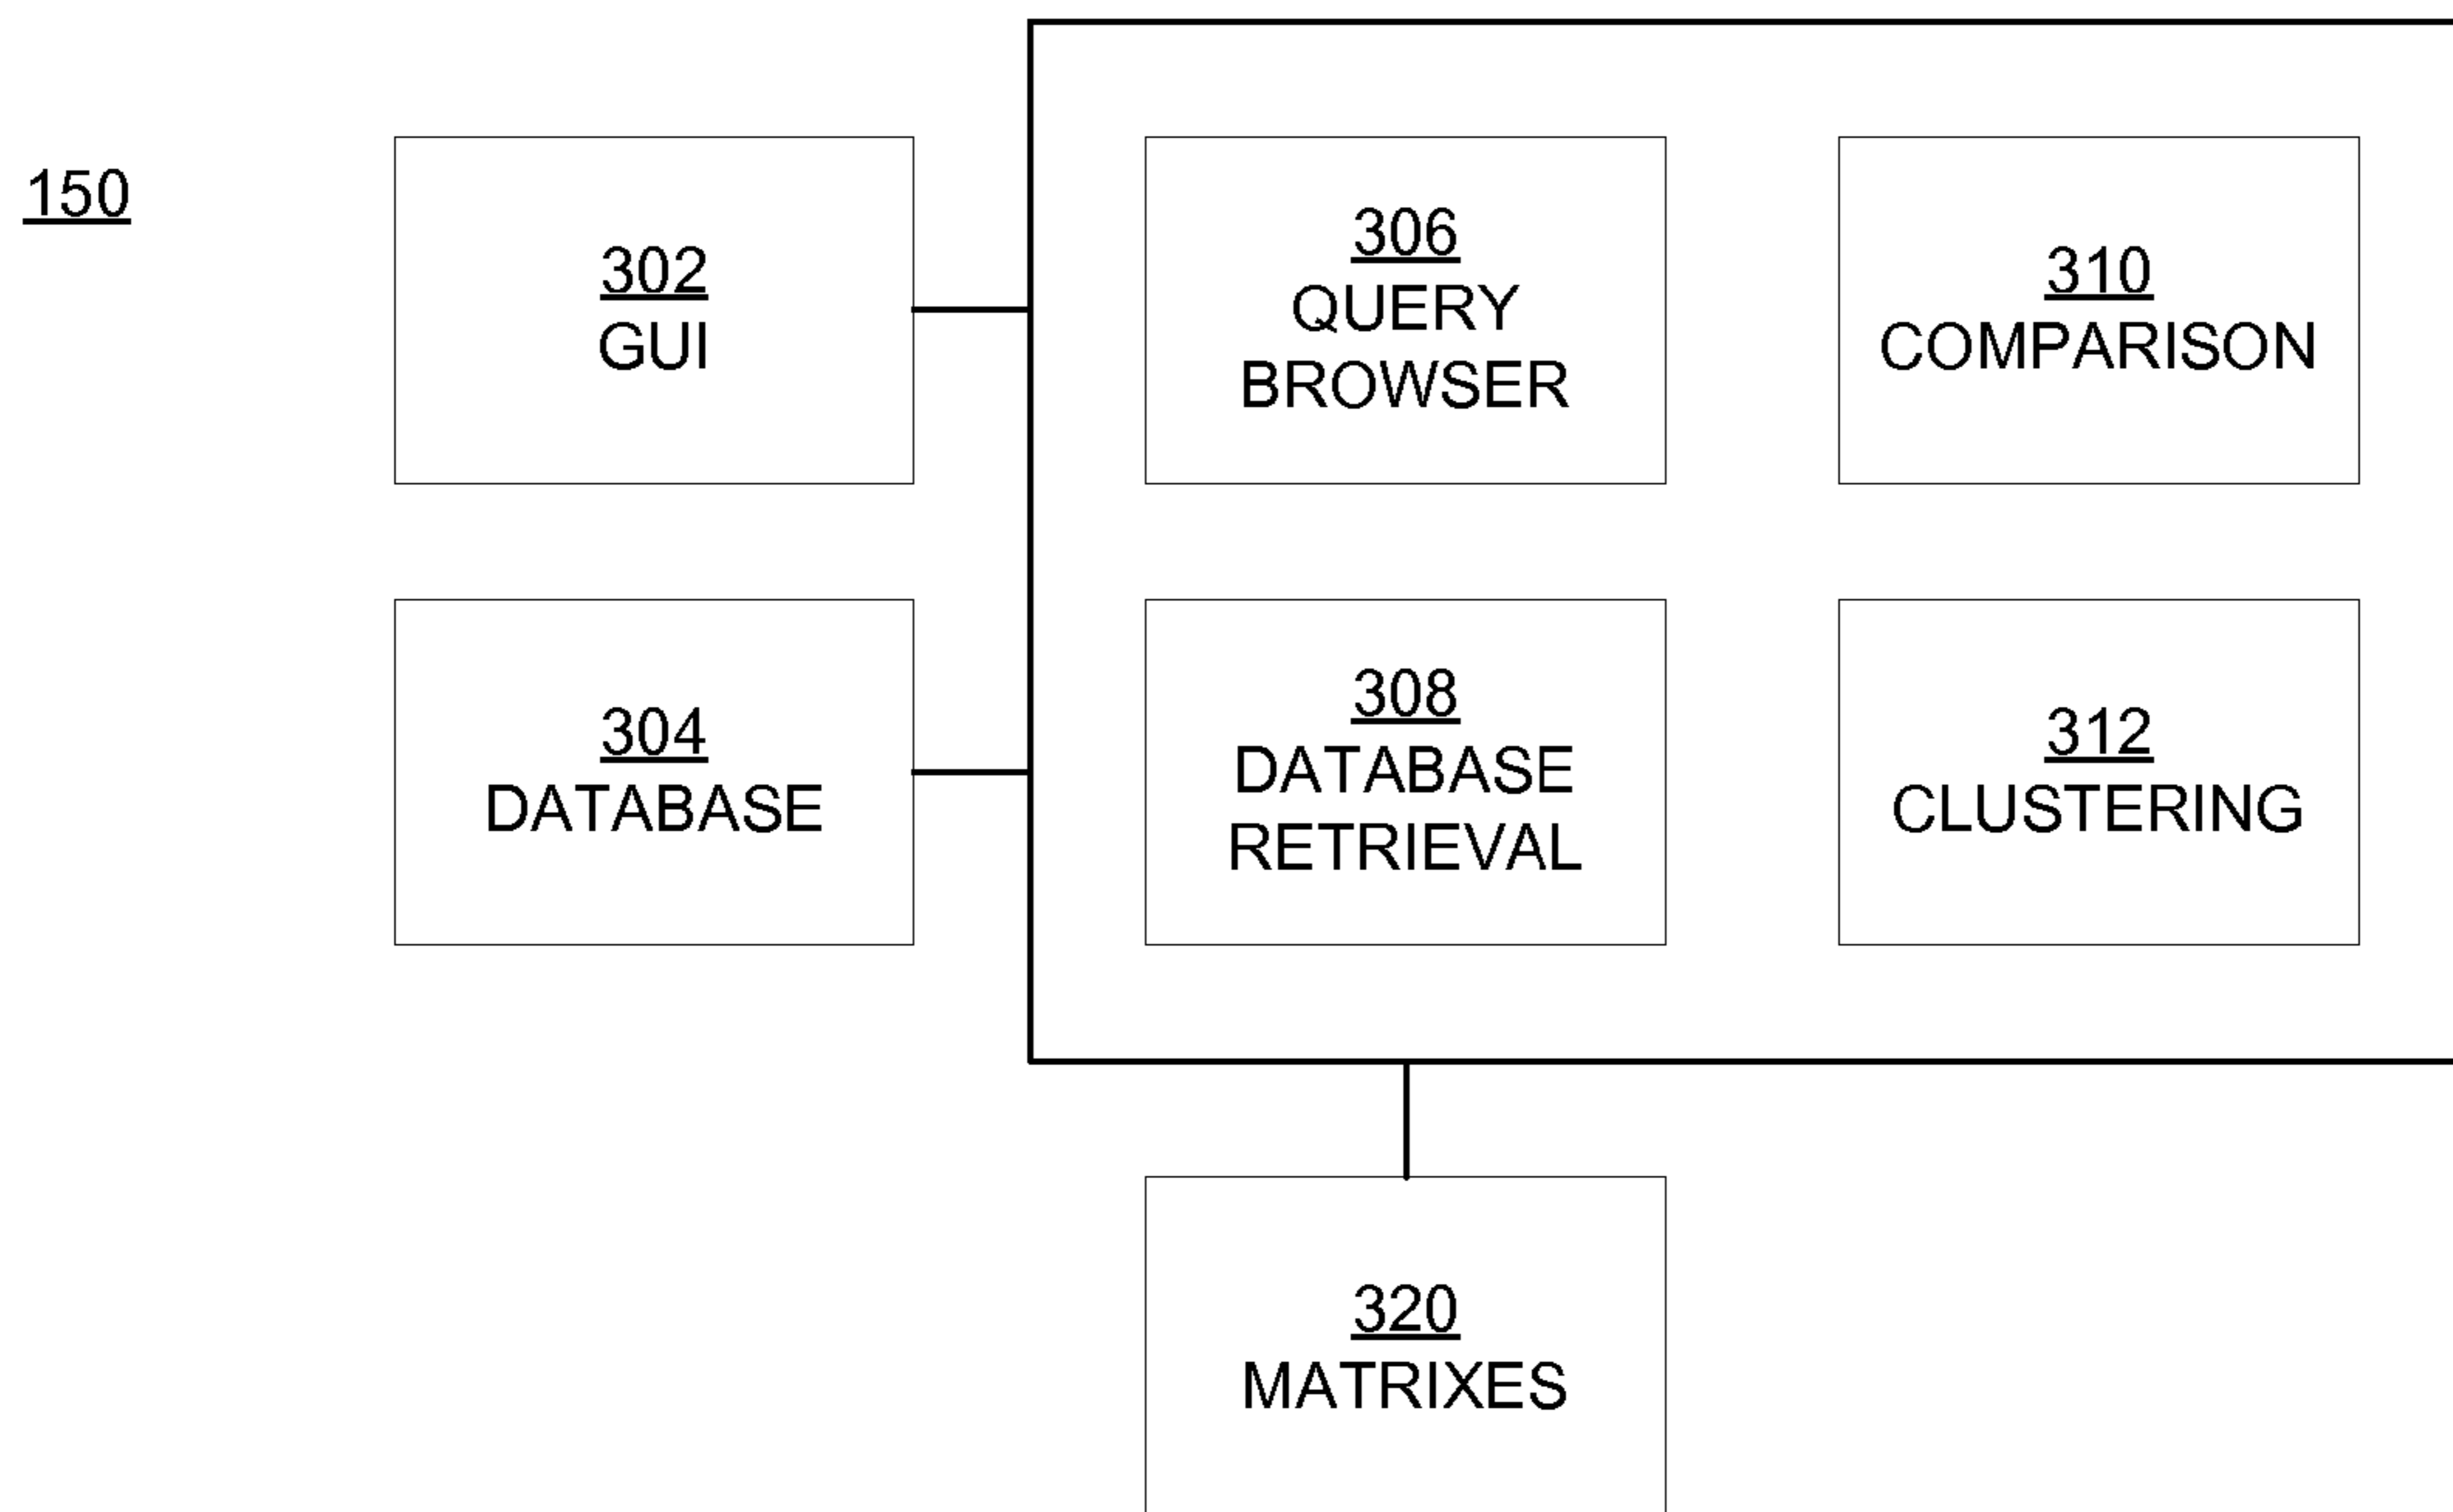 150
302
GUI
306
QUERY
BROWSER
310
COMPARISON
304
DATABASE
308
DATABASE
RETRIEVAL
312
CLUSTERING
320
MATRIXES